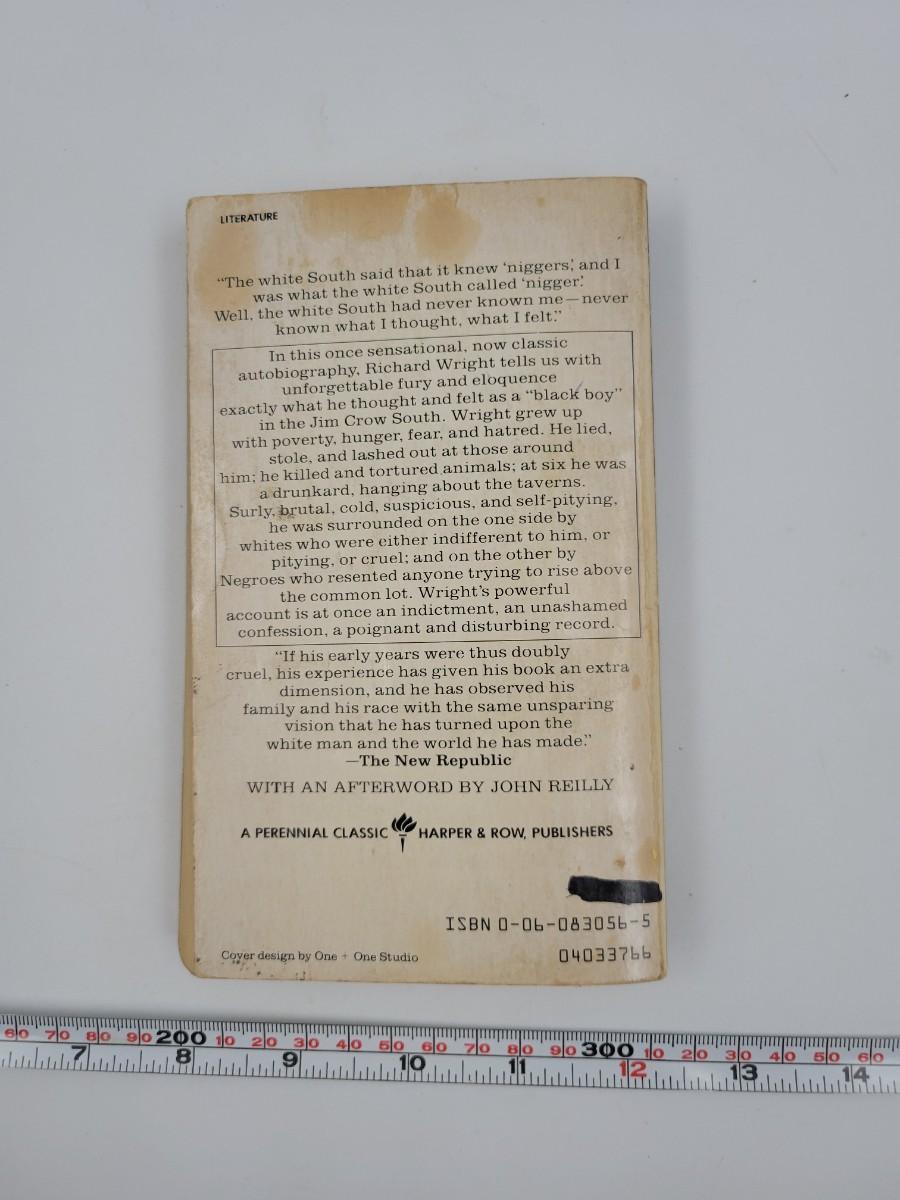 LITERATURE
“The white South said that it knew ‘niggers,’ and I
was what the white South called ‘nigger.’
Well, the white South had never known me—never
known what I thought, what I felt.”
In this once sensational, now classic
autobiography, Richard Wright tells us with
unforgettable fury and eloquence
exactly what he thought and felt as a “black boy”
in the Jim Crow South. Wright grew up
with poverty, hunger, fear, and hatred. He lied,
stole, and lashed out at those around
him; he killed and tortured animals; at six he was
a drunkard, hanging about the taverns.
Surly, brutal, cold, suspicious, and self-pitying,
he was surrounded on the one side by
whites who were either indifferent to him, or
pitying, or cruel; and on the other by
Negroes who resented anyone trying to rise above
the common lot. Wright’s powerful
account is at once an indictment, an unashamed
confession, a poignant and disturbing record.
“If his early years were thus doubly
cruel, his experience has given his book an extra
dimension, and he has observed his
family and his race with the same unsparing
vision that he has turned upon the
white man and the world he has made.”
—The New Republic
WITH AN AFTERWORD BY JOHN REILLY
A PERENNIAL CLASSIC HARPER & ROW, PUBLISHERS
ISBN 0-06-083056-5
Cover design by One + One Studio 04033766
60 70 80 90 200 10 20 30 40 50 60 70 80 90 300 10 20 30 40 50 60
7 8 9 10 11 12 13 14